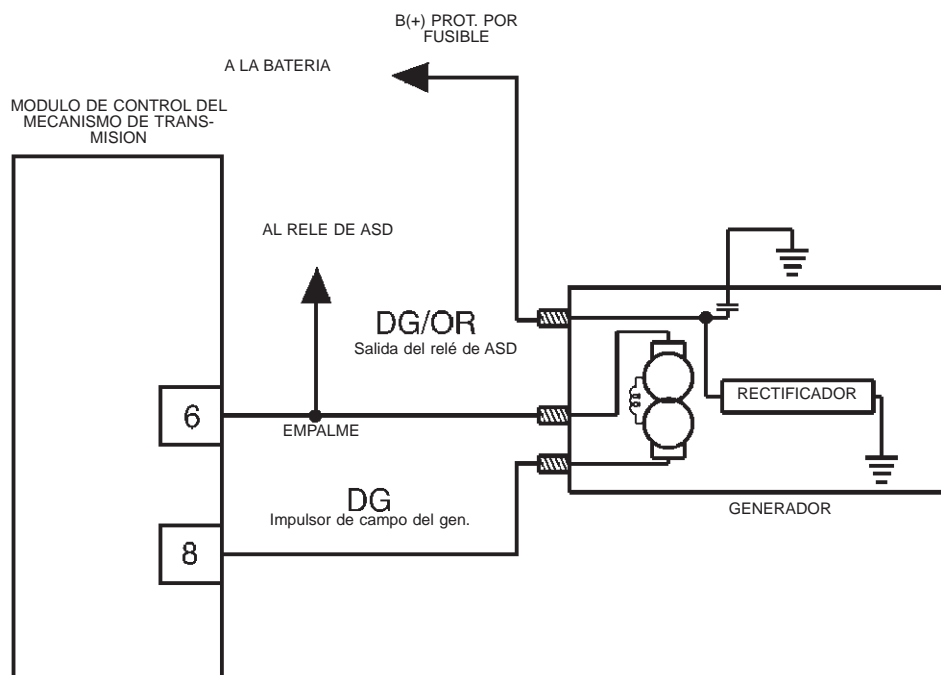 B(+) PROT. POR
FUSIBLE
A LA BATERIA
MODULO DE CONTROL DEL
MECANISMO DE TRANS-
MISION
AL RELE DE ASD
DG/OR
Salida del relé de ASD
RECTIFICADOR
6
EMPALME
DG
Impulsor de campo del gen.
GENERADOR
8